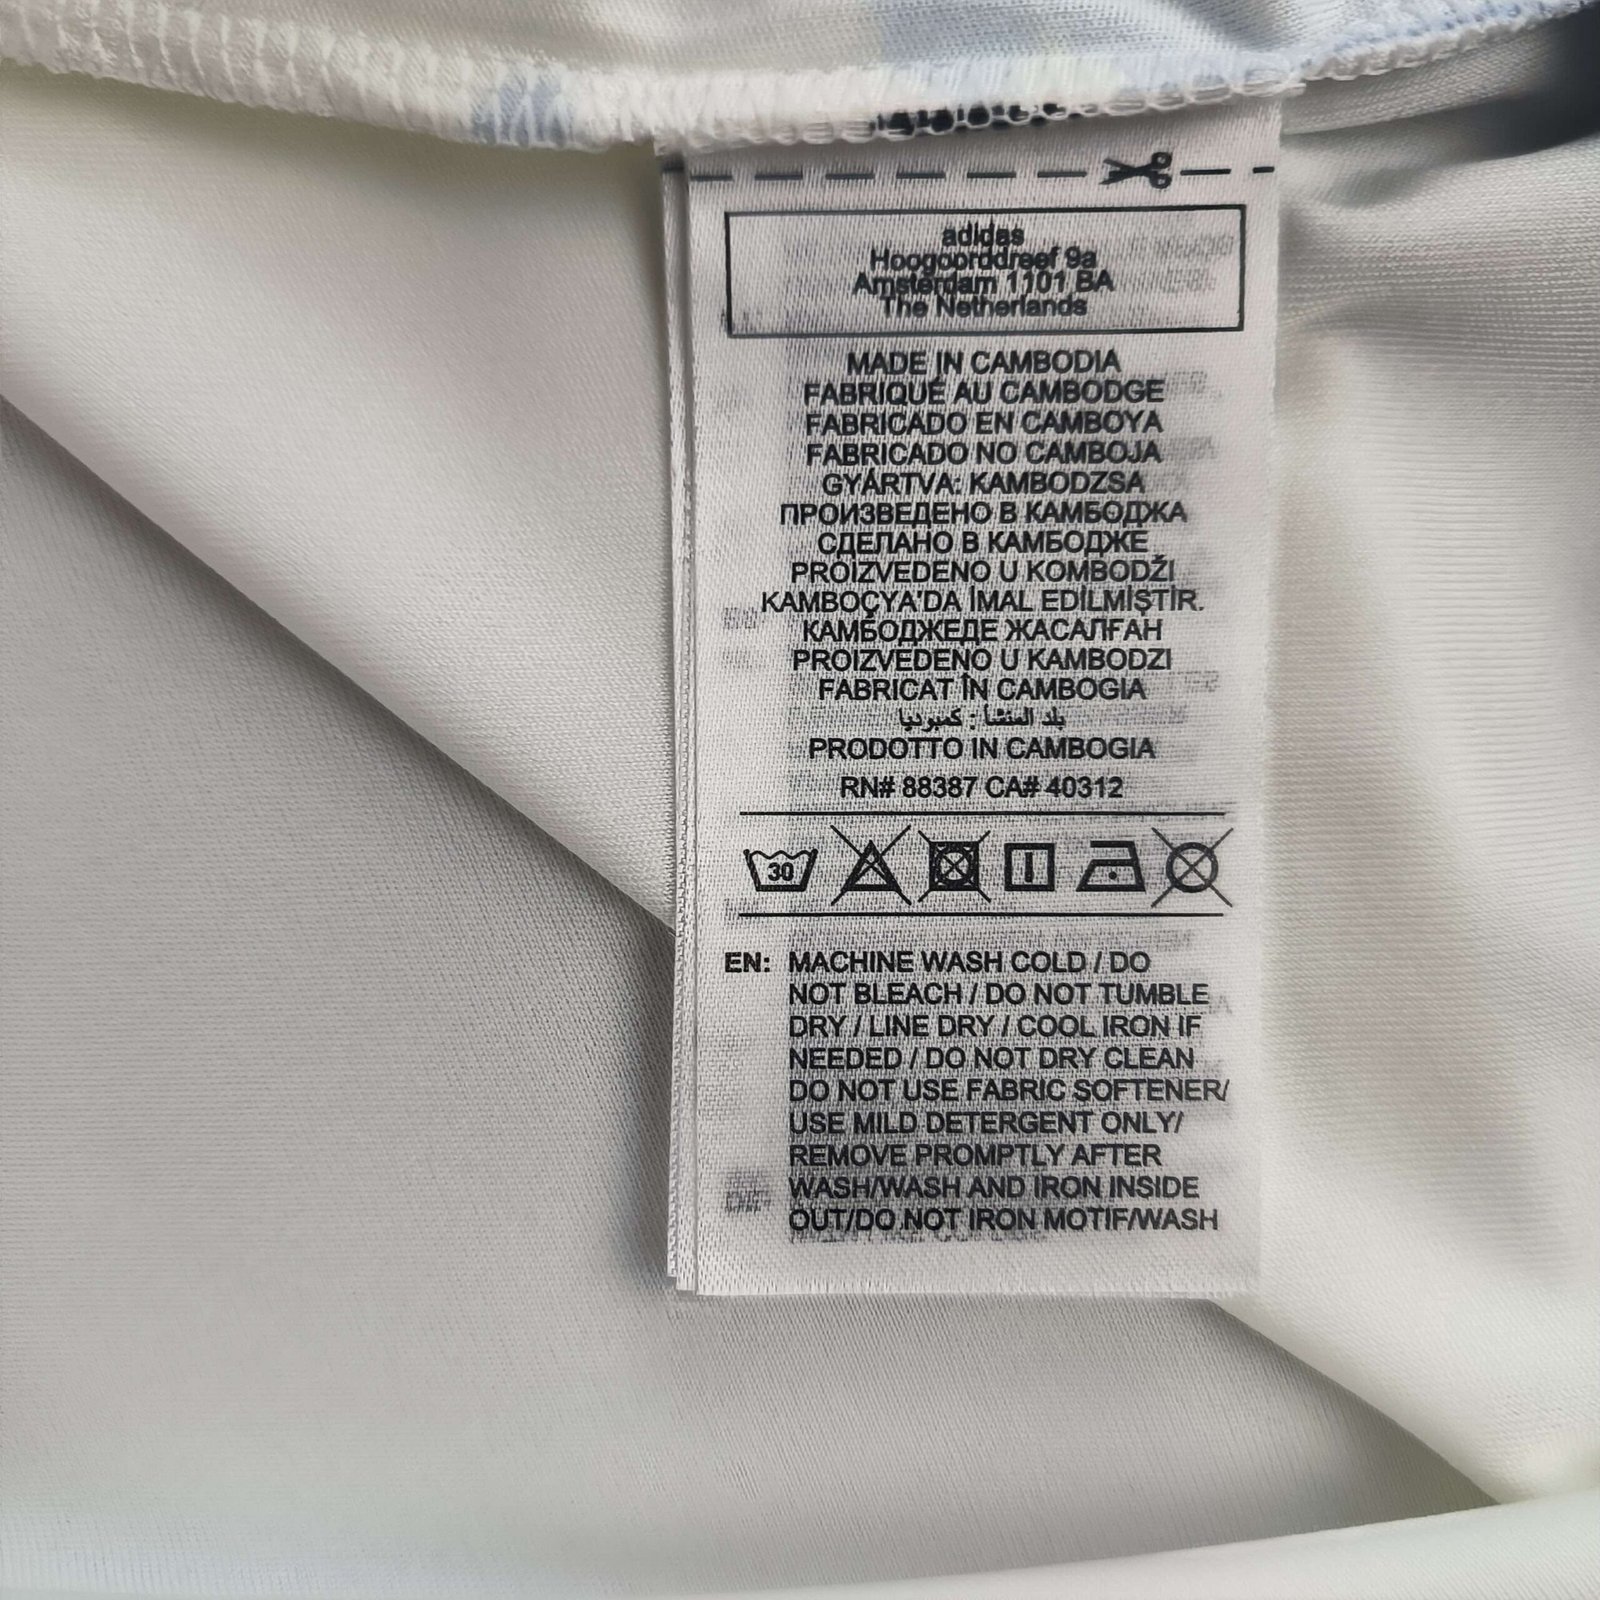 adidas
Hoogoorddreef 9a
Amsterdam 1101 BA
The Netherlands
MADE IN CAMBODIA
FABRIQUÉ AU CAMBODGE
FABRICADO EN CAMBOYA
FABRICADO NO CAMBOJA
GYÁRTVA: KAMBODZSA
ПРОИЗВЕДЕНО В КАМБОДЖА
СДЕЛАНО В КАМБОДЖЕ
PROIZVEDENO U KOMBODŽI
KAMBOÇYA'DA İMAL EDİLMİŞTİR.
КАМБОДЖЕДЕ ЖАСАЛҒАН
PROIZVEDENO U KAMBODZI
FABRICAT ÎN CAMBOGIA
بلد المنشأ : كمبوديا
PRODOTTO IN CAMBOGIA
RN# 88387 CA# 40312
30
EN: MACHINE WASH COLD / DO
NOT BLEACH / DO NOT TUMBLE
DRY / LINE DRY / COOL IRON IF
NEEDED / DO NOT DRY CLEAN
DO NOT USE FABRIC SOFTENER/
USE MILD DETERGENT ONLY/
REMOVE PROMPTLY AFTER
WASH/WASH AND IRON INSIDE
OUT/DO NOT IRON MOTIF/WASH